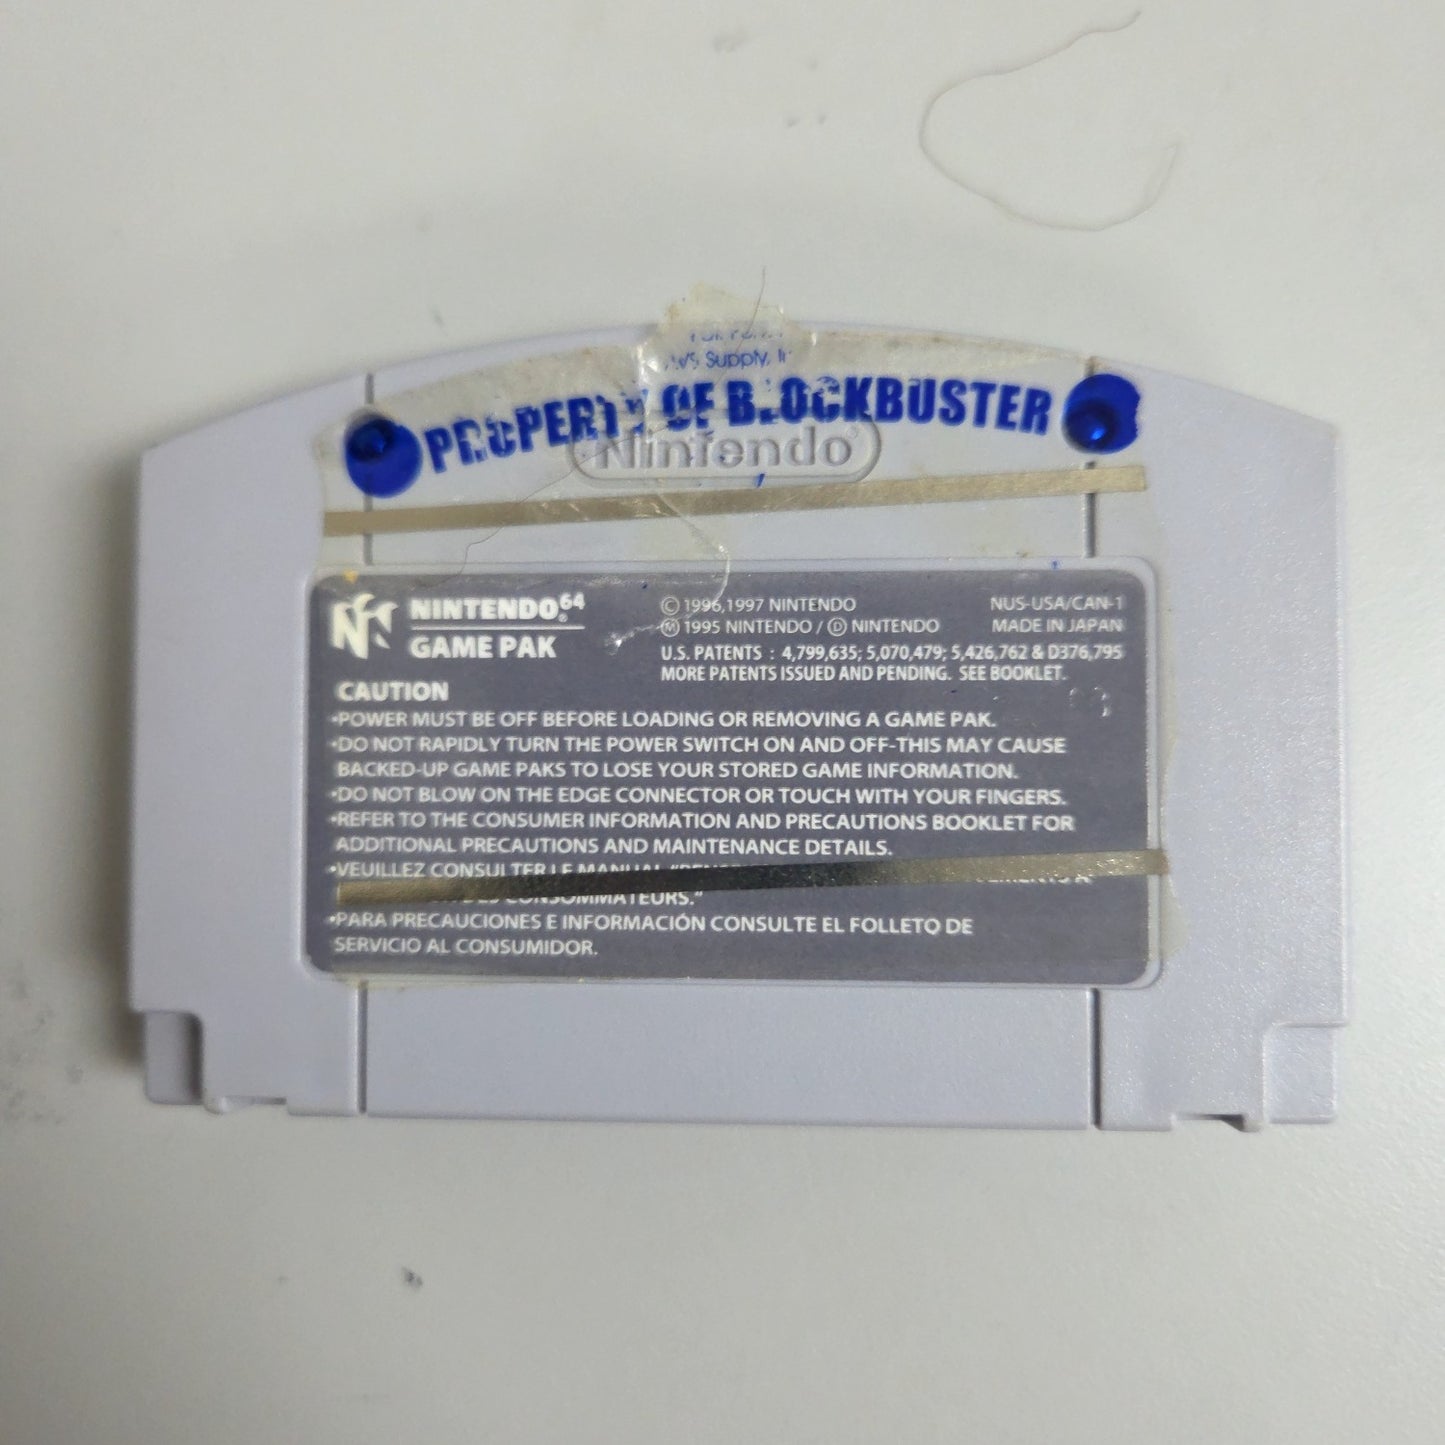 Supply,
PROPERTY OF BLOCKBUSTER
Nintendo®
NINTENDO64®
GAME PAK
© 1996,1997 NINTENDO
Ⓜ 1995 NINTENDO / Ⓓ NINTENDO
U.S. PATENTS : 4,799,635; 5,070,479; 5,426,762 & D376,795
MORE PATENTS ISSUED AND PENDING. SEE BOOKLET.
NUS-USA/CAN-1
MADE IN JAPAN
CAUTION
•POWER MUST BE OFF BEFORE LOADING OR REMOVING A GAME PAK.
•DO NOT RAPIDLY TURN THE POWER SWITCH ON AND OFF-THIS MAY CAUSE
BACKED-UP GAME PAKS TO LOSE YOUR STORED GAME INFORMATION.
•DO NOT BLOW ON THE EDGE CONNECTOR OR TOUCH WITH YOUR FINGERS.
•REFER TO THE CONSUMER INFORMATION AND PRECAUTIONS BOOKLET FOR
ADDITIONAL PRECAUTIONS AND MAINTENANCE DETAILS.
•VEUILLEZ CONSULTER LE MANUAL
CONSOMMATEURS."
•PARA PRECAUCIONES E INFORMACIÓN CONSULTE EL FOLLETO DE
SERVICIO AL CONSUMIDOR.